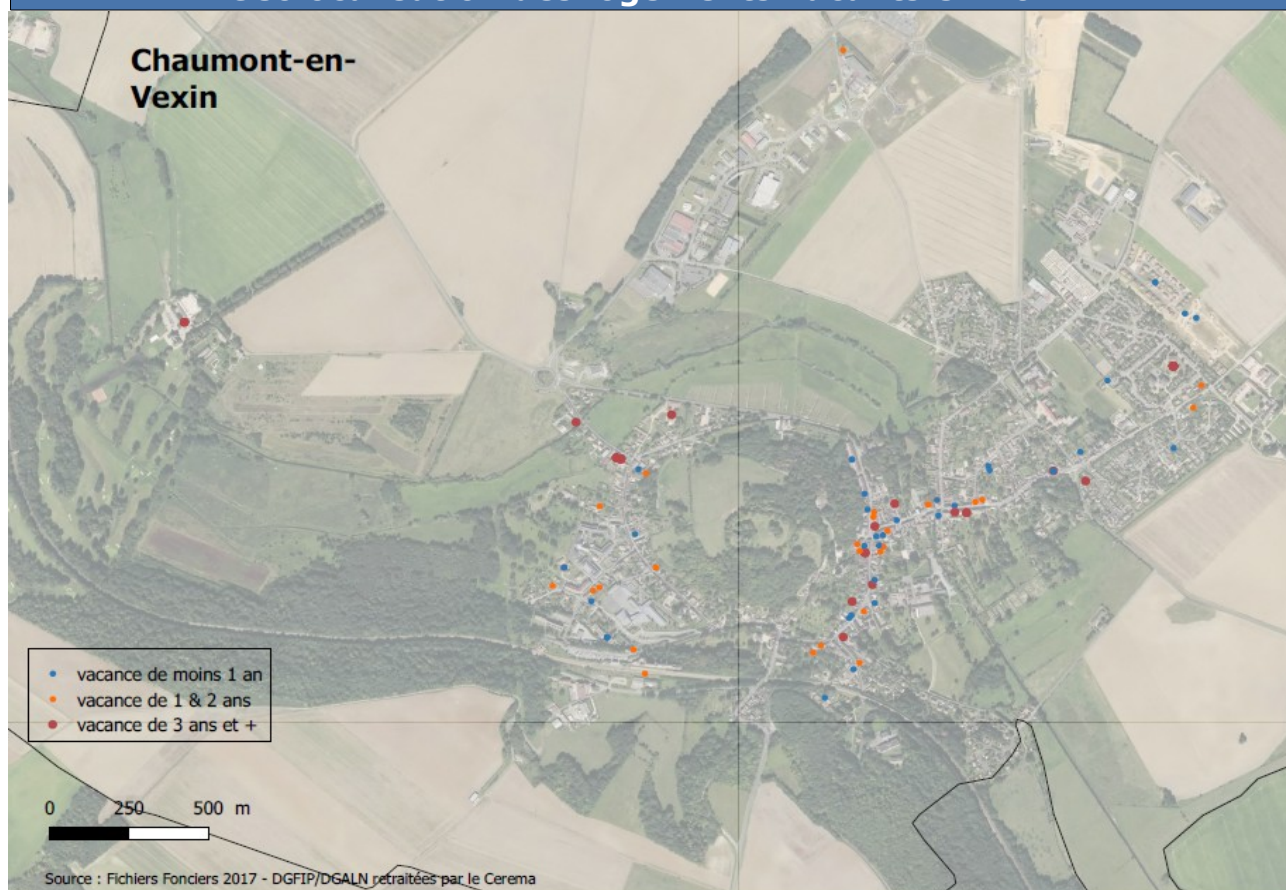 Chaumont-en-
Vexin
vacance de moins 1 an
vacance de 1 & 2 ans
vacance de 3 ans et +
0 250 500 m
Source : Fichiers Fonciers 2017 - DGFIP/DGALN retraitées par le Cerema